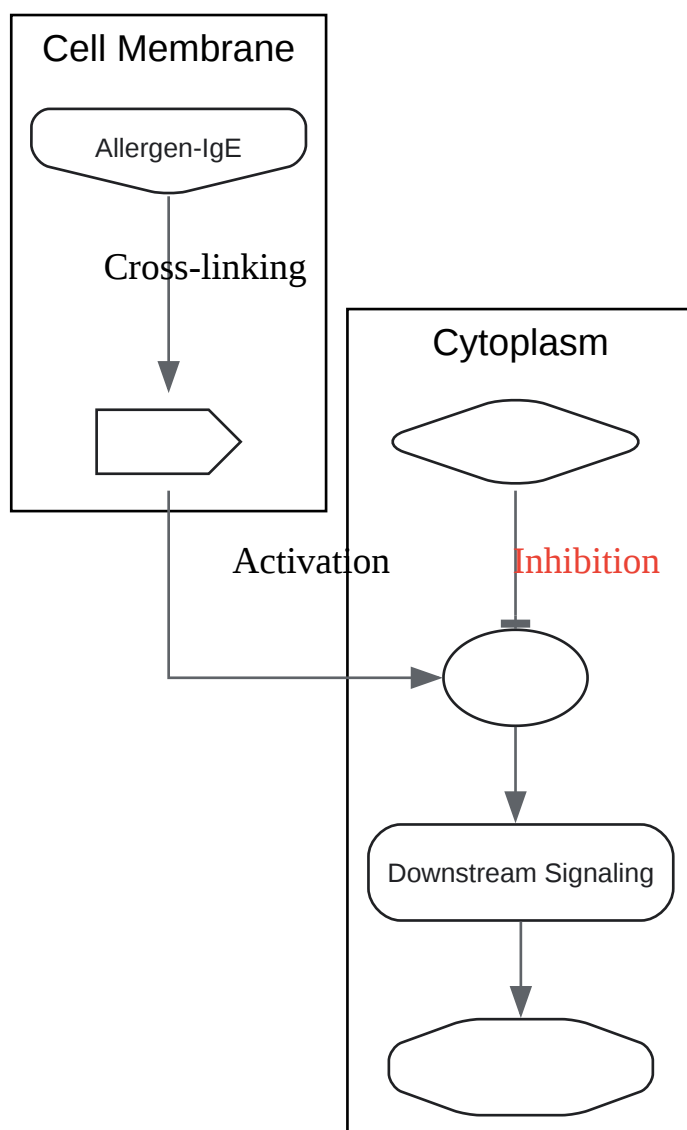 Cell Membrane
Allergen-IgE
Cross-linking
Cytoplasm
Activation
Inhibition
Downstream Signaling